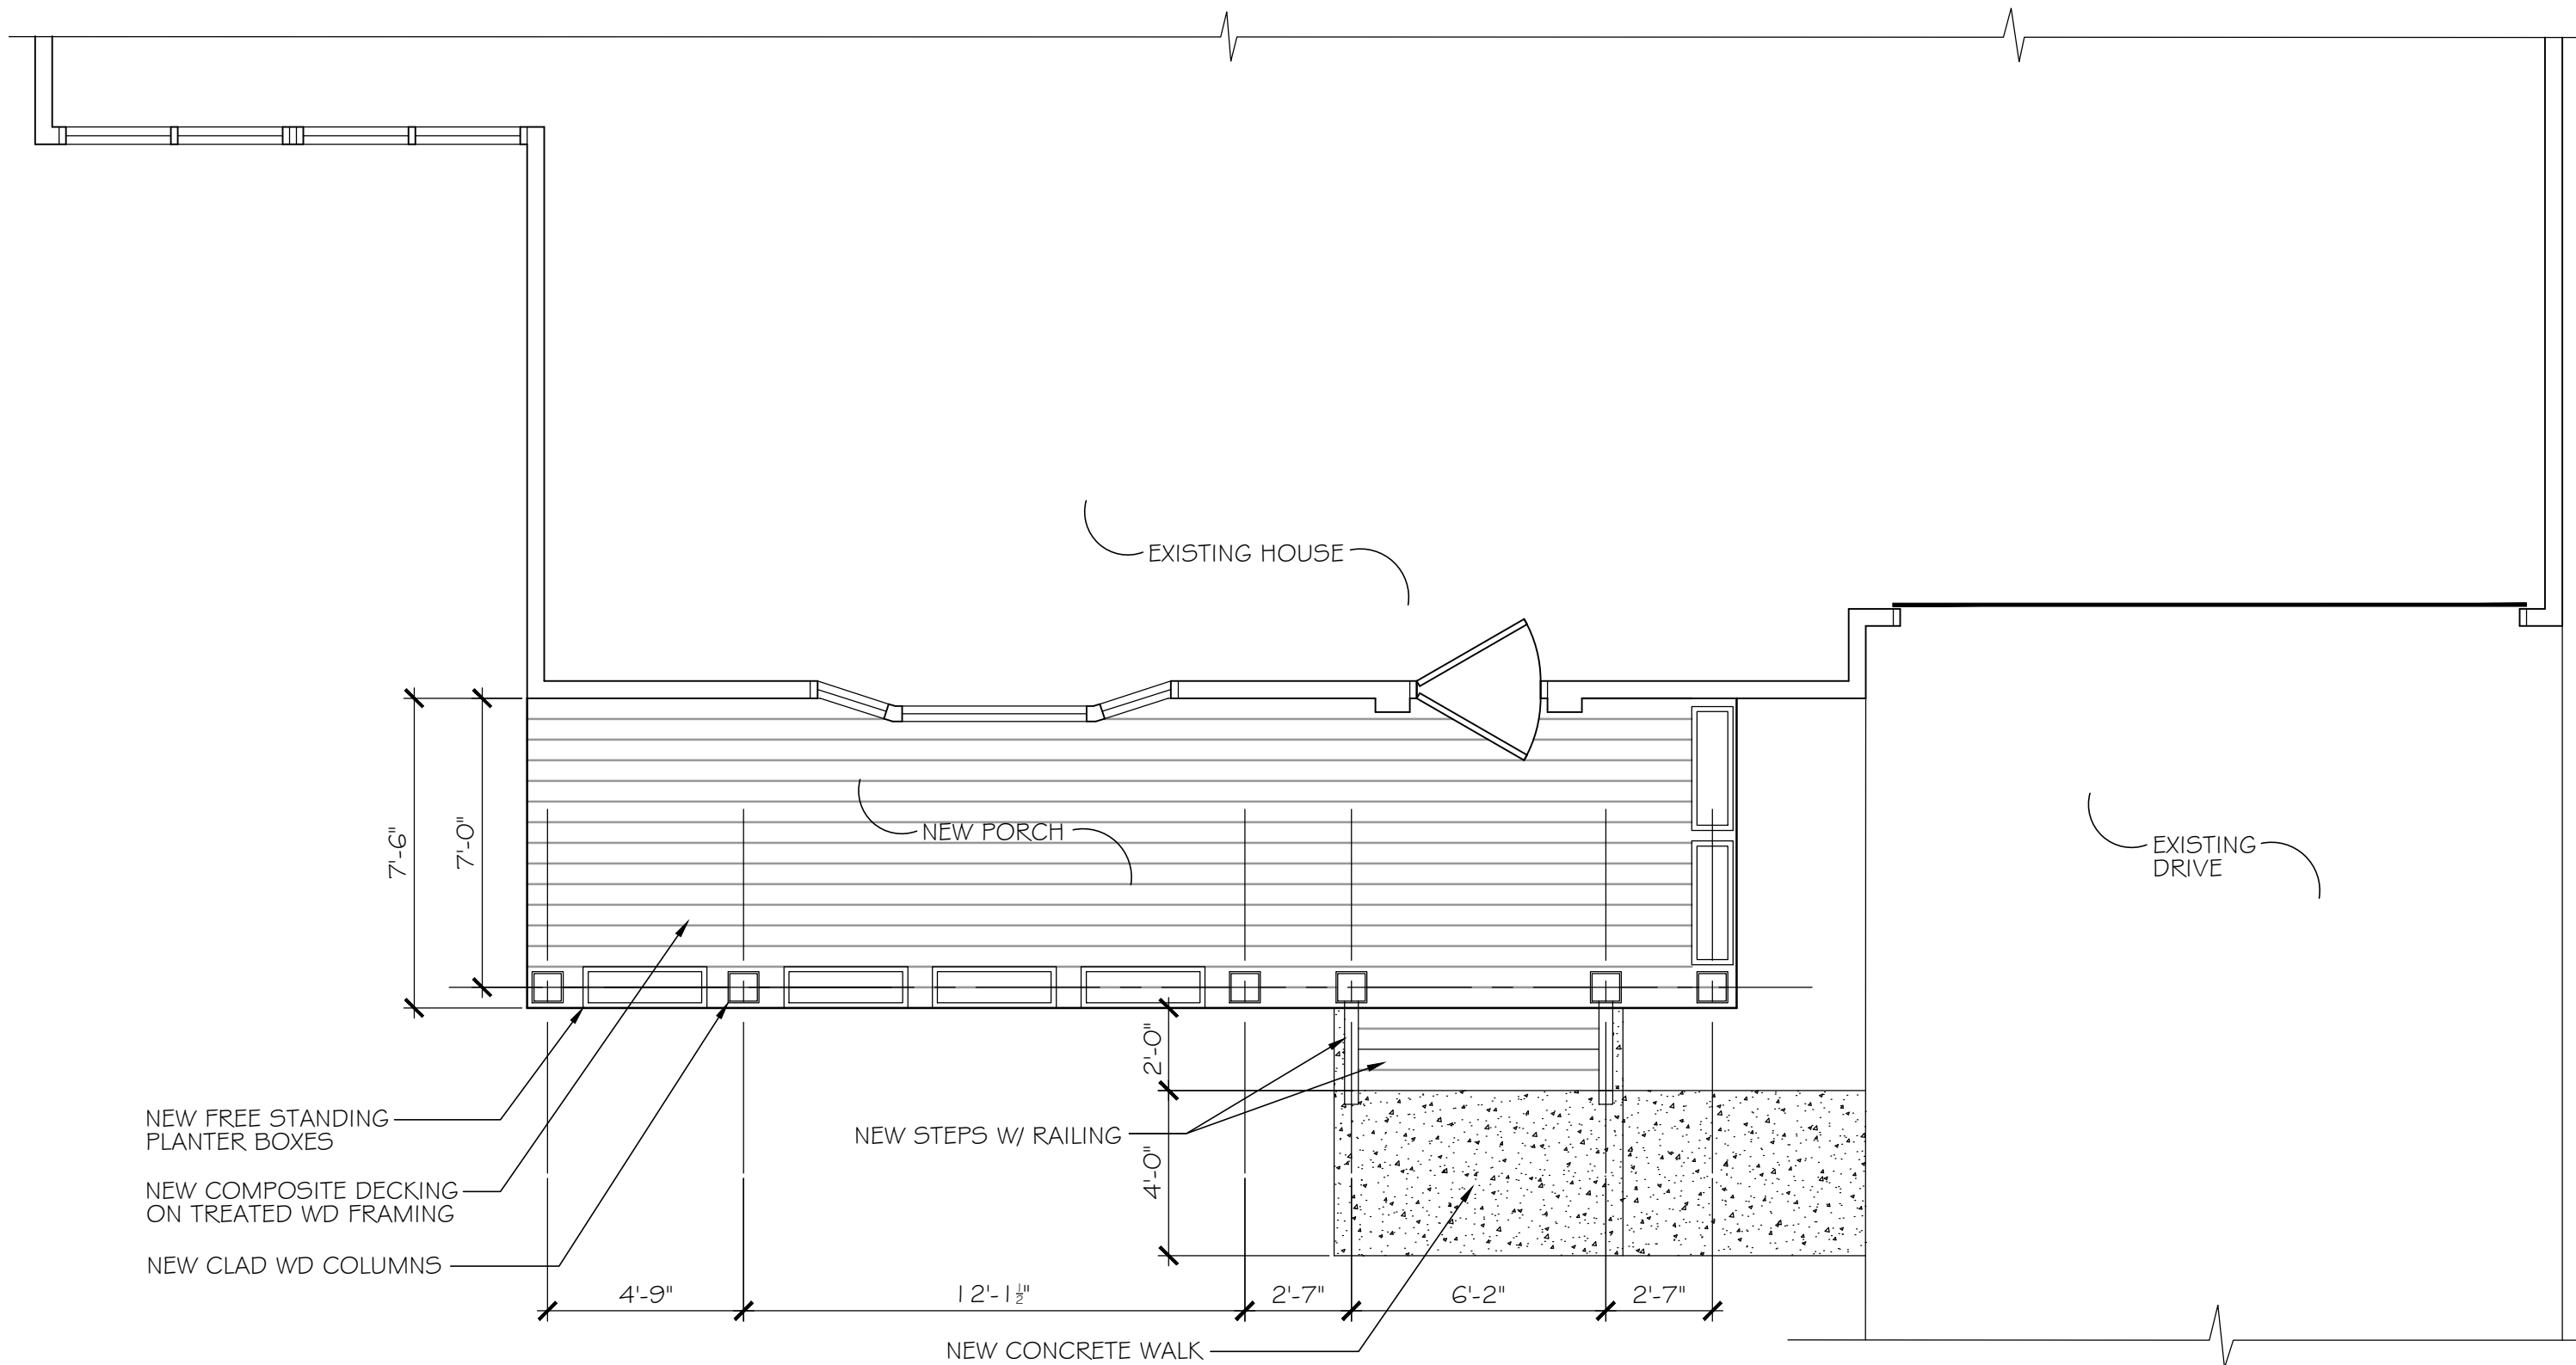 EXISTING HOUSE
NEW PORCH
EXISTING
DRIVE
7'-6"
7'-0"
2'-0"
4'-0"
NEW FREE STANDING
PLANTER BOXES
NEW STEPS W/ RAILING
NEW COMPOSITE DECKING
ON TREATED WD FRAMING
NEW CLAD WD COLUMNS
4'-9"
12'-1½"
2'-7"
6'-2"
2'-7"
NEW CONCRETE WALK